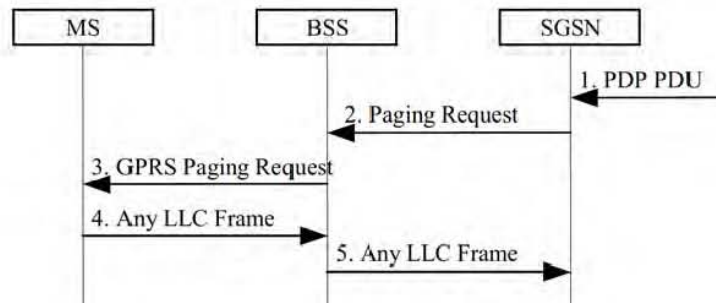 MS
BSS
SGSN
1. PDP PDU
2. Paging Request
3. GPRS Paging Request
4. Any LLC Frame
5. Any LLC Frame